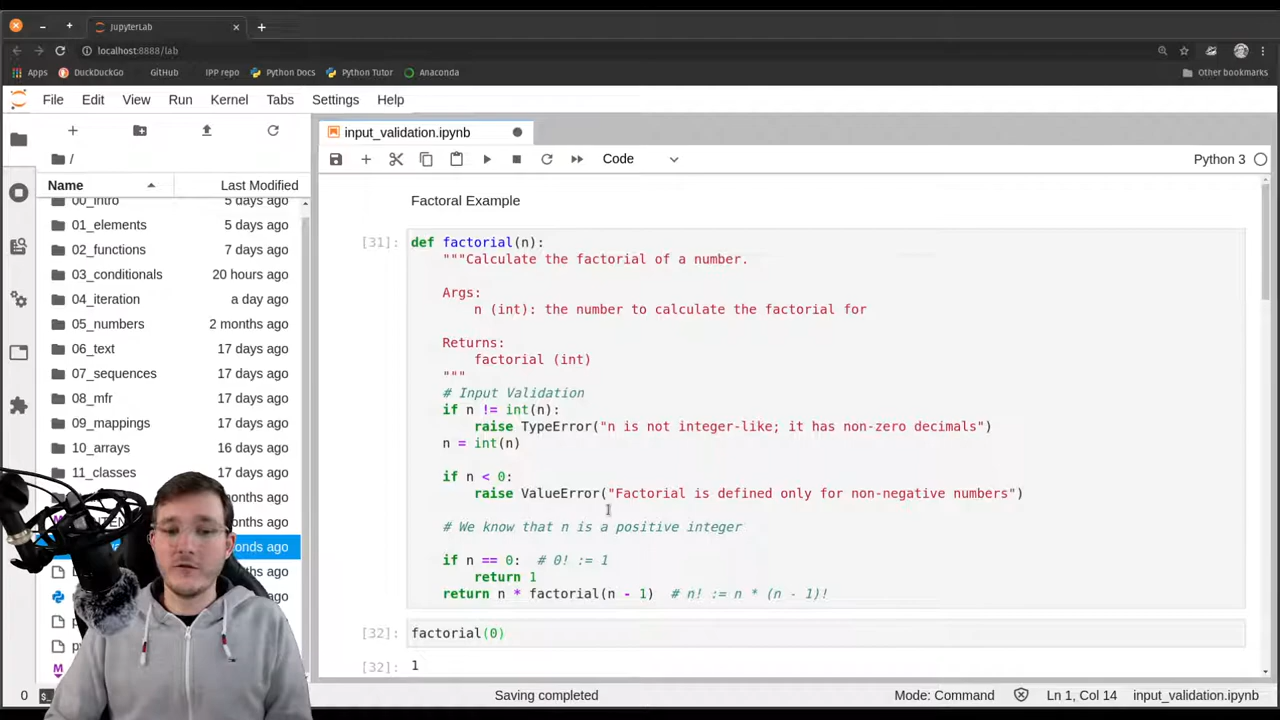 JupyterLab
localhost:8888/lab
Apps DuckDuckGo GitHub IPP repo Python Docs Python Tutor Anaconda Other bookmarks
File Edit View Run Kernel Tabs Settings Help
input_validation.ipynb
/
Code Python 3
Name Last Modified
00_intro 5 days ago
01_elements 5 days ago
02_functions 7 days ago
03_conditionals 20 hours ago
04_iteration a day ago
05_numbers 2 months ago
06_text 17 days ago
07_sequences 17 days ago
08_mfr 17 days ago
09_mappings 17 days ago
10_arrays 16 days ago
11_classes 17 days ago
ago
ago
ago
ago
ago
ago
ago
Factoral Example
[31]: def factorial(n):
"""Calculate the factorial of a number.
Args:
n (int): the number to calculate the factorial for
Returns:
factorial (int)
"""
# Input Validation
if n != int(n):
raise TypeError("n is not integer-like; it has non-zero decimals")
n = int(n)
if n < 0:
raise ValueError("Factorial is defined only for non-negative numbers")
# We know that n is a positive integer
if n == 0: # 0! := 1
return 1
return n * factorial(n - 1) # n! := n * (n - 1)!
[32]: factorial(0)
[32]: 1
0 $_ Saving completed Mode: Command Ln 1, Col 14 input_validation.ipynb